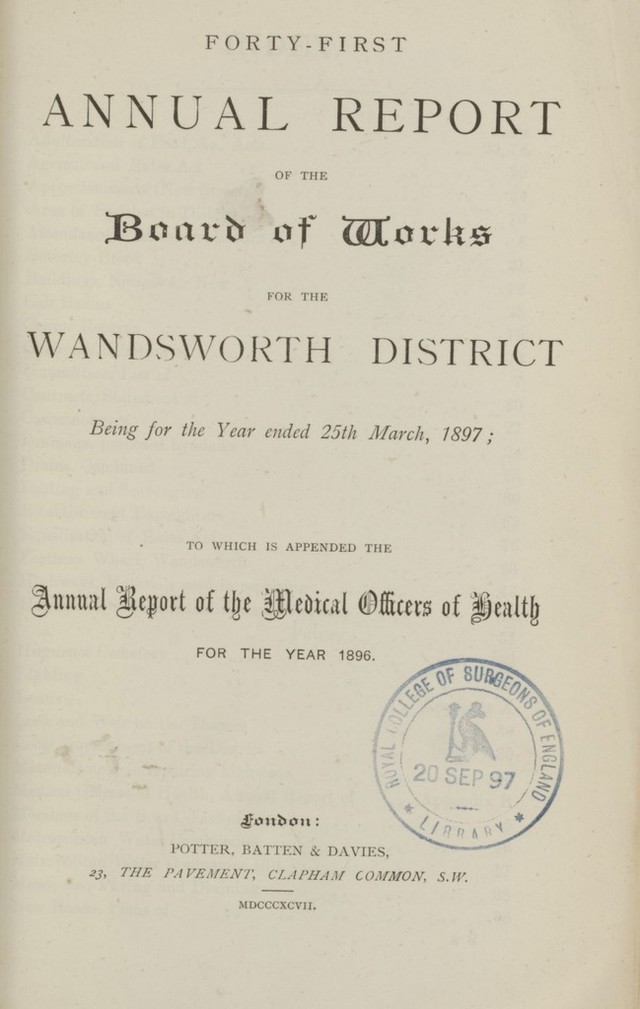 FORTY-FIRST
ANNUAL REPORT
OF THE
Board of Works
FOR THE
WANDSWORTH DISTRICT
Being for the Year ended 25th March, 1897;
TO WHICH IS APPENDED THE
Annual Report of the Medical Officers of Health
FOR THE YEAR 1896.
ROYAL COLLEGE OF SURGEONS OF ENGLAND
20 SEP 97
* LIBRARY *
London:
POTTER, BATTEN & DAVIES,
23, THE PAVEMENT, CLAPHAM COMMON, S.W.
MDCCCXCVII.